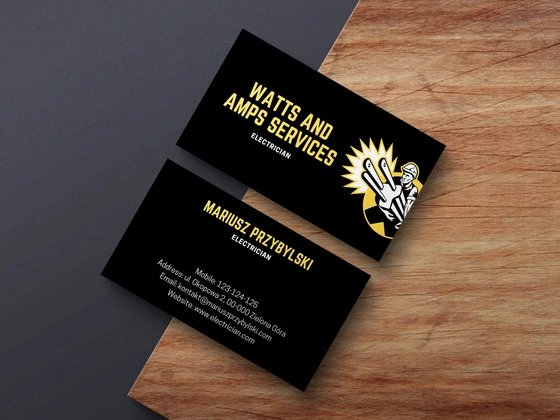 WATTS AND
AMPS SERVICES
ELECTRICIAN
MARIUSZ PRZYBYLSKI
ELECTRICIAN
Mobile: 123-124-125
Address: ul. Okopowa 2, 00-000 Zielona Góra
Email: kontakt@mariuszprzybylski.com
Website: www.electrician.com